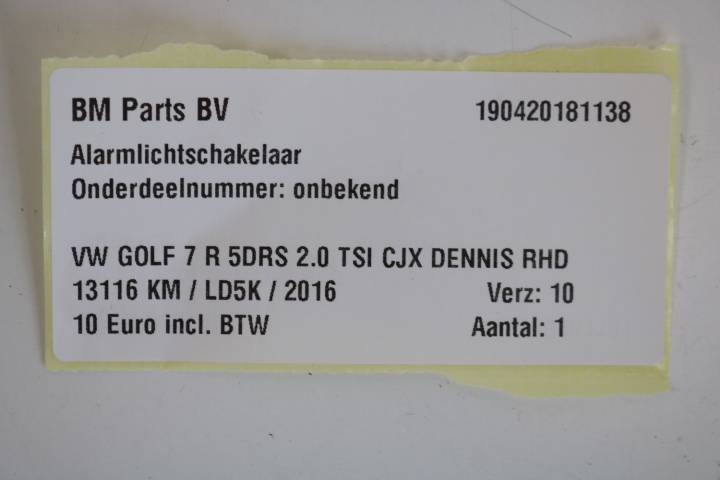 BM Parts BV 190420181138
Alarmlichtschakelaar
Onderdeelnummer: onbekend
VW GOLF 7 R 5DRS 2.0 TSI CJX DENNIS RHD
13116 KM / LD5K / 2016 Verz: 10
10 Euro incl. BTW Aantal: 1